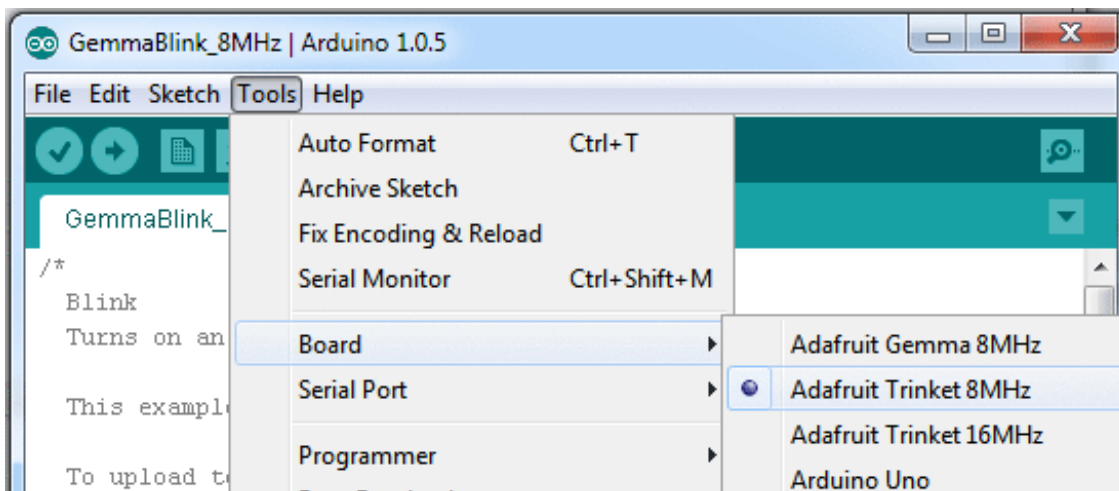 GemmaBlink_8MHz | Arduino 1.0.5
File Edit Sketch Tools Help
Auto Format Ctrl+T
Archive Sketch
GemmaBlink_
Fix Encoding & Reload
/*
Serial Monitor Ctrl+Shift+M
Blink
Turns on an
Board Adafruit Gemma 8MHz
Serial Port Adafruit Trinket 8MHz
This example
Adafruit Trinket 16MHz
Programmer
To upload to
Arduino Uno